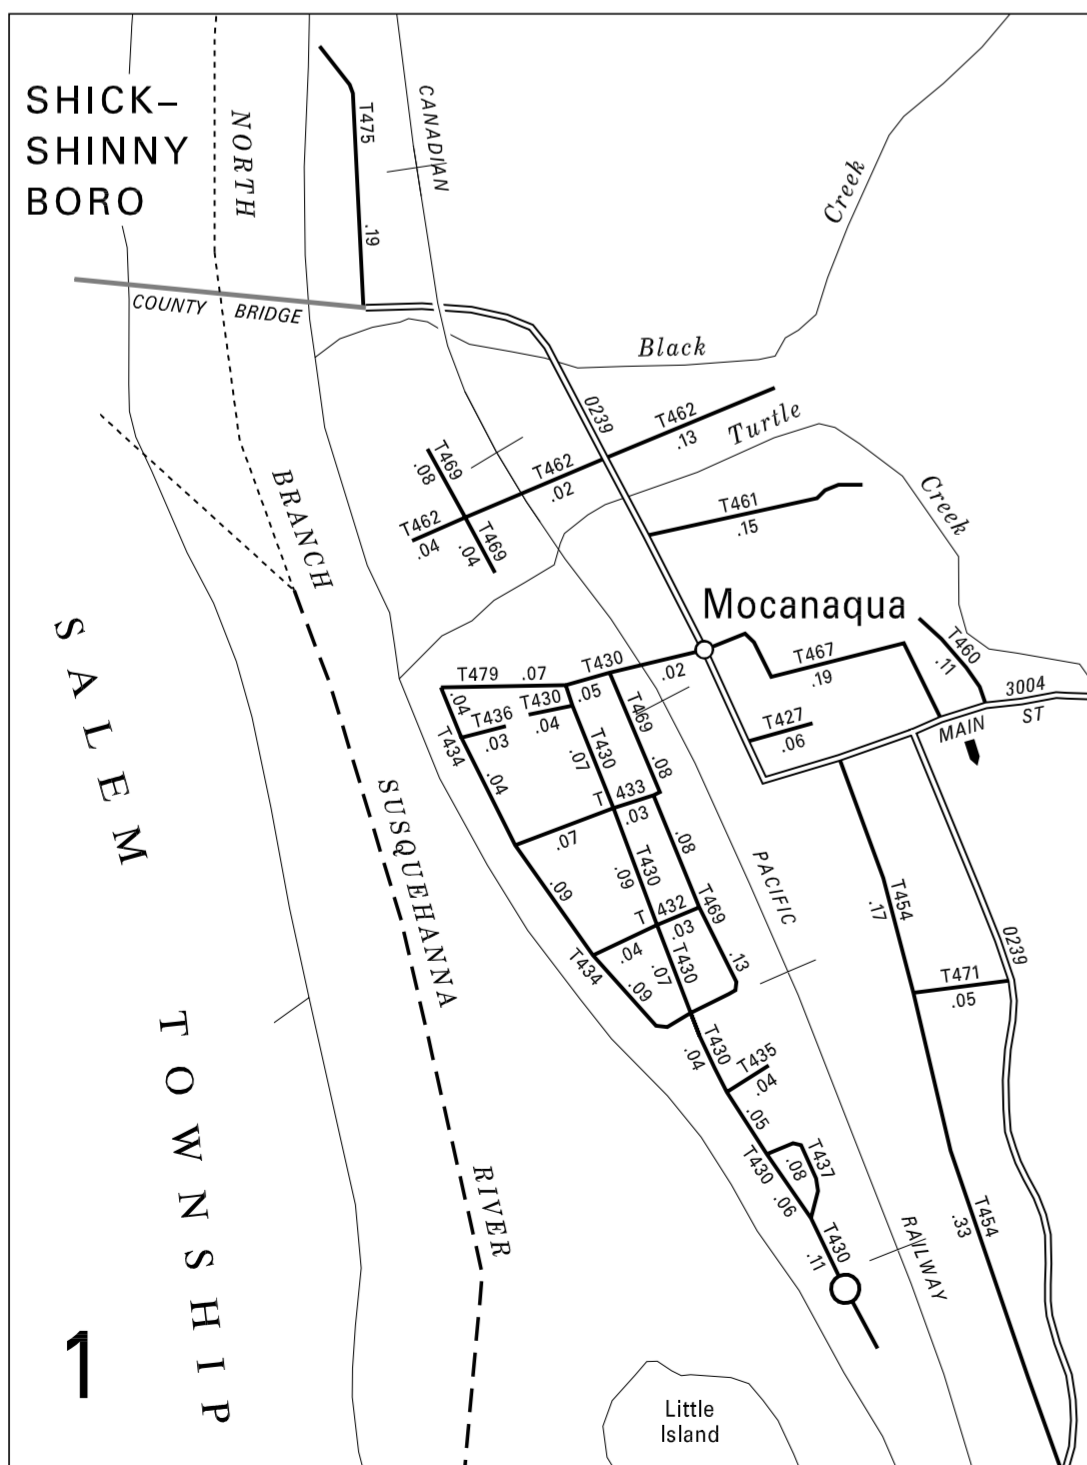 SHICK–
SHINNY
BORO
NORTH
CANADIAN
T475
.19
COUNTY BRIDGE
Creek
Black
0239
T462
.13
Turtle
T469
.08
T462
.02
T462
.04
T469
.04
T461
.15
Creek
BRANCH
Mocanaqua
SALEM
T460
.11
T467
.19
3004
MAIN ST
T427
.06
T479 .07
T430
.02
.05
.04
T436
.03
T430
.04
T469
.08
T434
.04
T430
.07
T 433
.03
.07
SUSQUEHANNA
.08
PACIFIC
T430
.09
.09
T 432
.03
T469
.04
T454
.17
0239
T434
.09
T430
.07
.13
T471
.05
TOWNSHIP
T430
.04
T435
.04
.05
T437
.08
T430
.06
RIVER
T430
.11
RAILWAY
T454
.33
1
Little
Island